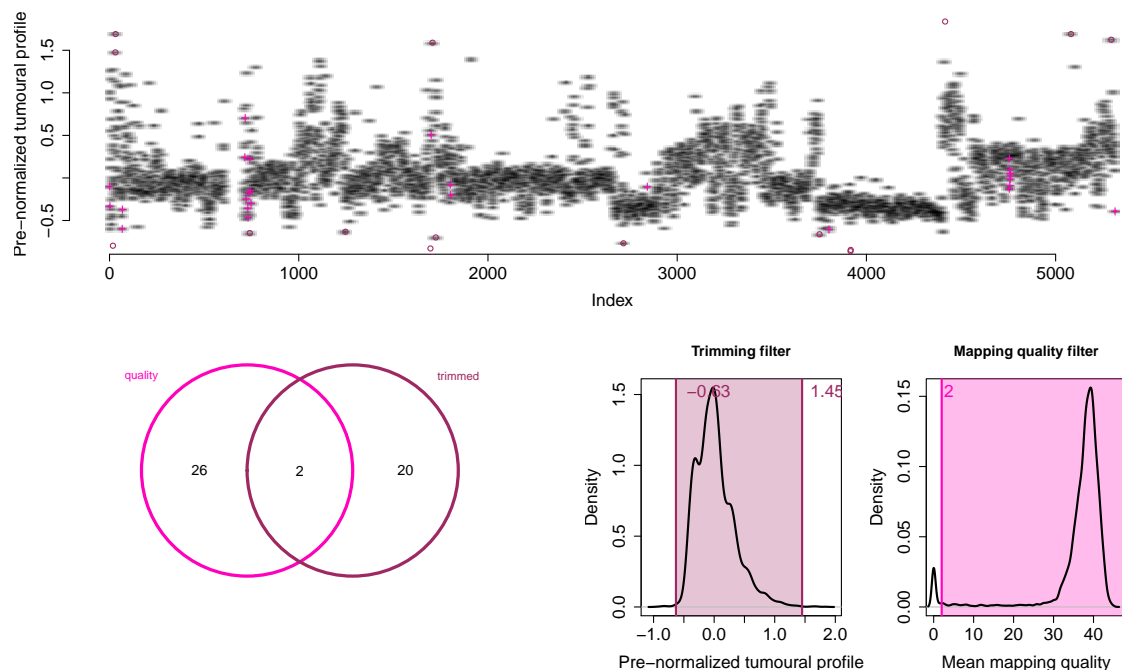 Pre−normalized tumoural profile
−0.5 0.5 1.0 1.5
0 1000 2000 3000 4000 5000
Index
quality
trimmed
26 2 20
Trimming filter
−0.63 1.45
Density
0.0 0.5 1.0 1.5
−1.0 0.0 1.0 2.0
Pre−normalized tumoural profile
Mapping quality filter
2
Density
0.00 0.05 0.10 0.15
0 10 20 30 40
Mean mapping quality